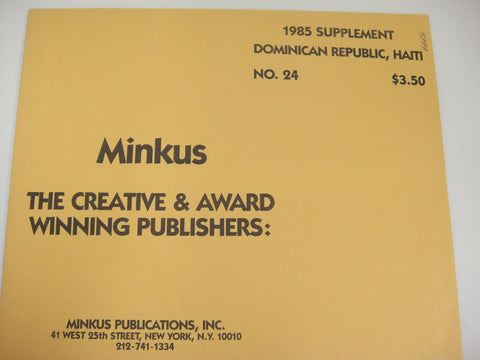 1985 SUPPLEMENT
DOMINICAN REPUBLIC, HAITI
NO. 24 $3.50
Minkus
THE CREATIVE & AWARD
WINNING PUBLISHERS:
MINKUS PUBLICATIONS, INC.
41 WEST 25th STREET, NEW YORK, N.Y. 10010
212-741-1334